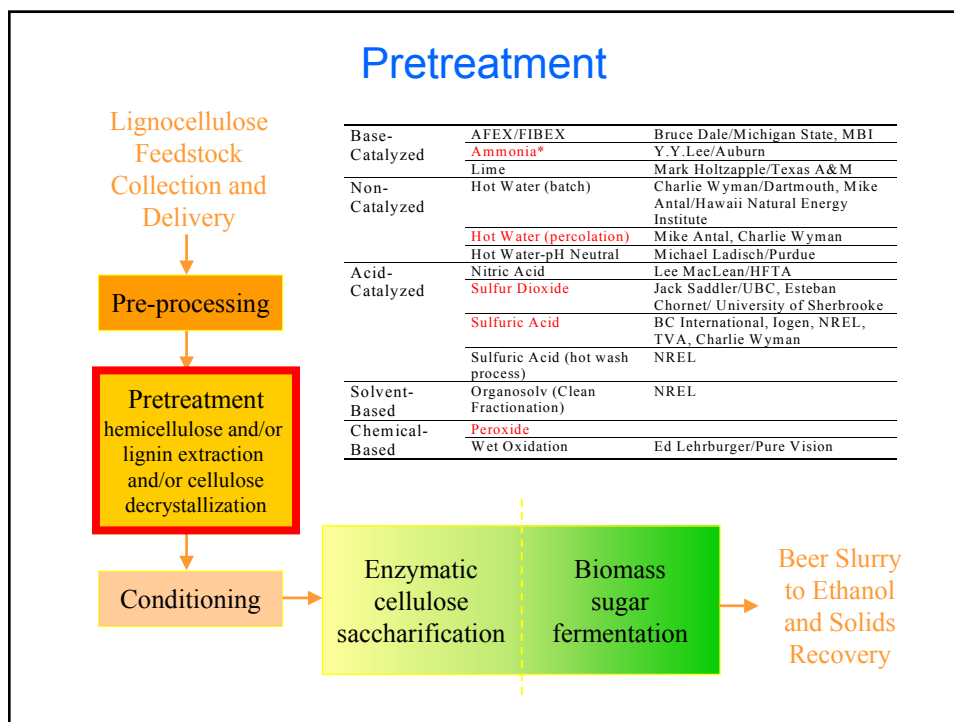 Pretreatment
Lignocellulose
Feedstock
Collection and
Delivery
Pre-processing
Pretreatment
hemicellulose and/or
lignin extraction
and/or cellulose
decrystallization
Conditioning
Base- AFEX/FIBEX Bruce Dale/Michigan State, MBI
Catalyzed Ammonia* Y.Y.Lee/Auburn
Lime Mark Holtzapple/Texas A&M
Non- Hot Water (batch) Charlie Wyman/Dartmouth, Mike
Catalyzed Antal/Hawaii Natural Energy
Institute
Hot Water (percolation) Mike Antal, Charlie Wyman
Hot Water-pH Neutral Michael Ladisch/Purdue
Acid- Nitric Acid Lee MacLean/HFTA
Catalyzed Sulfur Dioxide Jack Saddler/UBC, Esteban
Chornet/ University of Sherbrooke
Sulfuric Acid BC International, Iogen, NREL,
TVA, Charlie Wyman
Sulfuric Acid (hot wash NREL
process)
Solvent- Organosolv (Clean NREL
Based Fractionation)
Chemical- Peroxide
Based Wet Oxidation Ed Lehrburger/Pure Vision
Enzymatic
cellulose
saccharification
Biomass
sugar
fermentation
Beer Slurry
to Ethanol
and Solids
Recovery